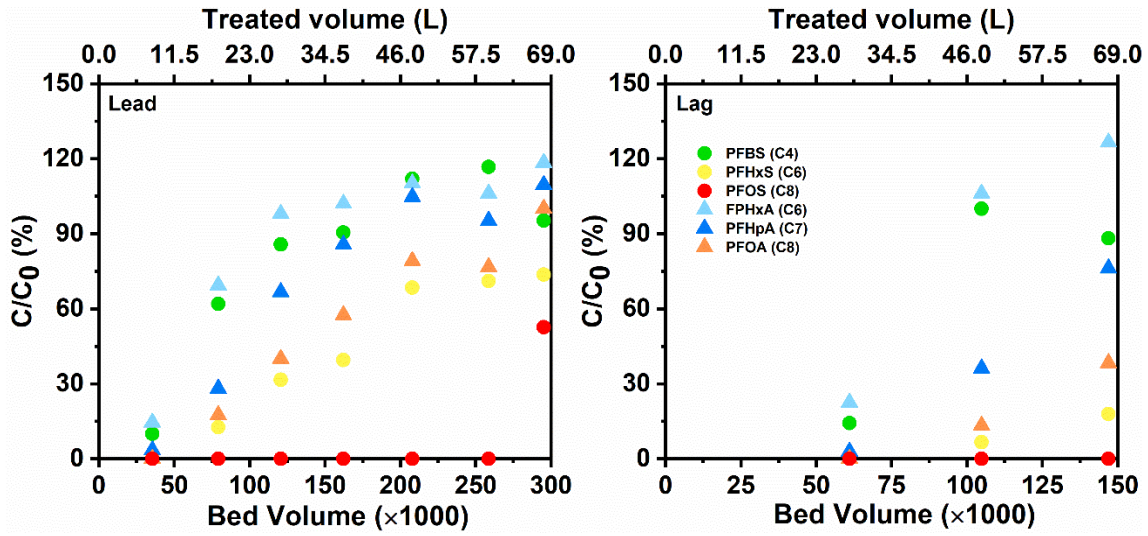 Treated volume (L)
0.0 11.5 23.0 34.5 46.0 57.5 69.0
150
120
90
60
30
0
C/C0 (%)
Lead
0 50 100 150 200 250 300
Bed Volume (×1000)
Treated volume (L)
0.0 11.5 23.0 34.5 46.0 57.5 69.0
150
120
90
60
30
0
C/C0 (%)
Lag
PFBS (C4)
PFHxS (C6)
PFOS (C8)
FPHxA (C6)
PFHpA (C7)
PFOA (C8)
0 25 50 75 100 125 150
Bed Volume (×1000)